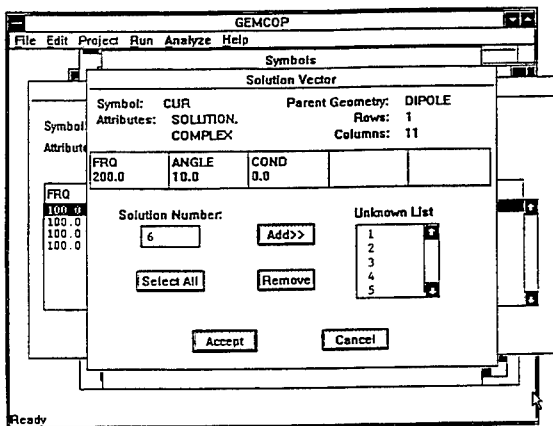 GEMCOP
File Edit Project Run Analyze Help
Symbols
Solution Vector
Symbol: CUR Parent Geometry: DIPOLE
Attributes: SOLUTION. Rows: 1
COMPLEX Columns: 11
Symbol
Attribute
FRQ ANGLE COND
200.0 10.0 0.0
FRQ
100.0
100.0
100.0
100.0
Solution Number: Unknown List
6 Add>> 1
2
3
4
Select All Remove 5
Accept Cancel
Ready